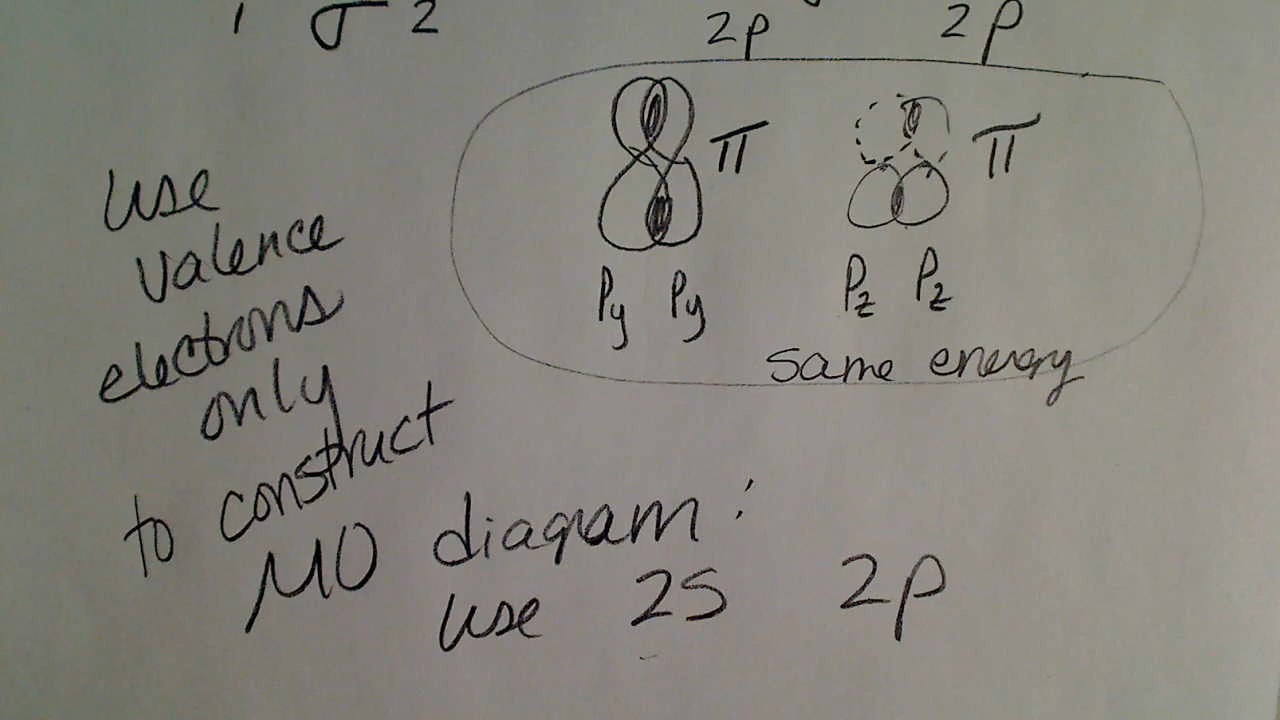 1 σ 2 2p 2p
π π
Py Py Pz Pz
same energy
use
valence
electrons
only
to construct
MO diagram:
use 2s 2p